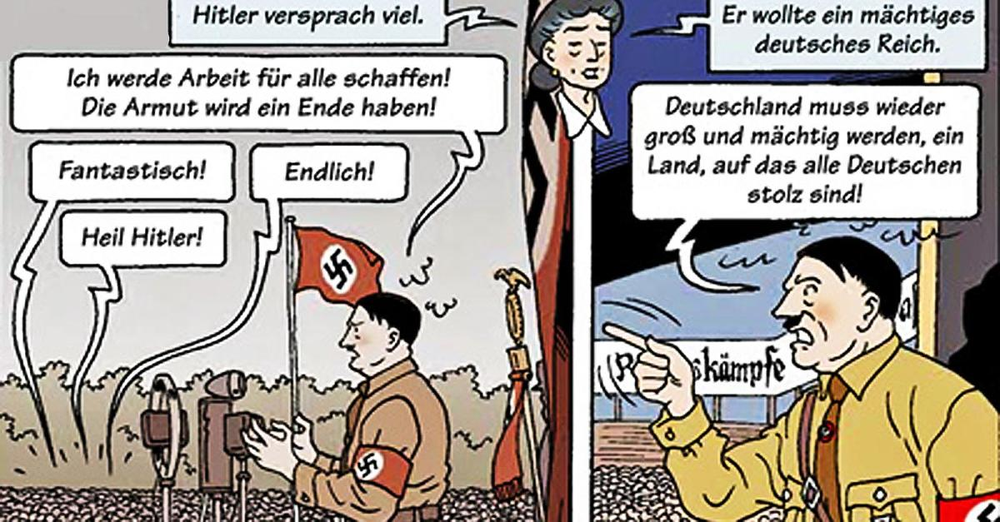 Hitler versprach viel.
Ich werde Arbeit für alle schaffen!
Die Armut wird ein Ende haben!
Fantastisch!
Endlich!
Heil Hitler!
Er wollte ein mächtiges
deutsches Reich.
Deutschland muss wieder
groß und mächtig werden, ein
Land, auf das alle Deutschen
stolz sind!
kämpfe